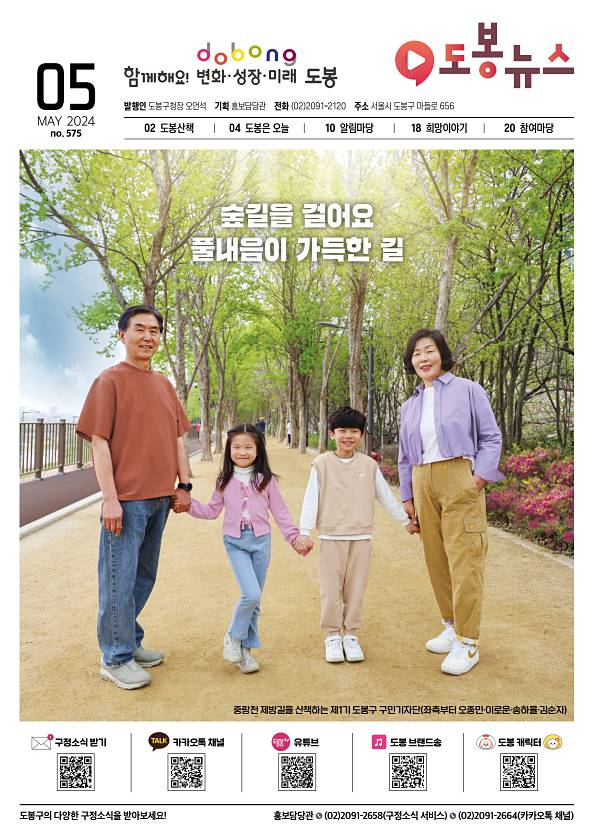 05
MAY 2024
no. 575
dobong
함께해요! 변화·성장·미래 도봉
도봉뉴스
발행인 도봉구청장 오언석 기획 홍보담당관 전화 (02)2091-2120 주소 서울시 도봉구 마들로 656
02 도봉산책 | 04 도봉은 오늘 | 10 알림마당 | 18 희망이야기 | 20 참여마당
숲길을 걸어요
풀내음이 가득한 길
중랑천 제방길을 산책하는 제1기 도봉구 구민기자단(좌측부터 오종민·이로운·송하율·김순자)
구정소식 받기
TALK 카카오톡 채널
유튜브
도봉 브랜드송
도봉 캐릭터
도봉구의 다양한 구정소식을 받아보세요!
홍보담당관 (02)2091-2658(구정소식 서비스) (02)2091-2664(카카오톡 채널)